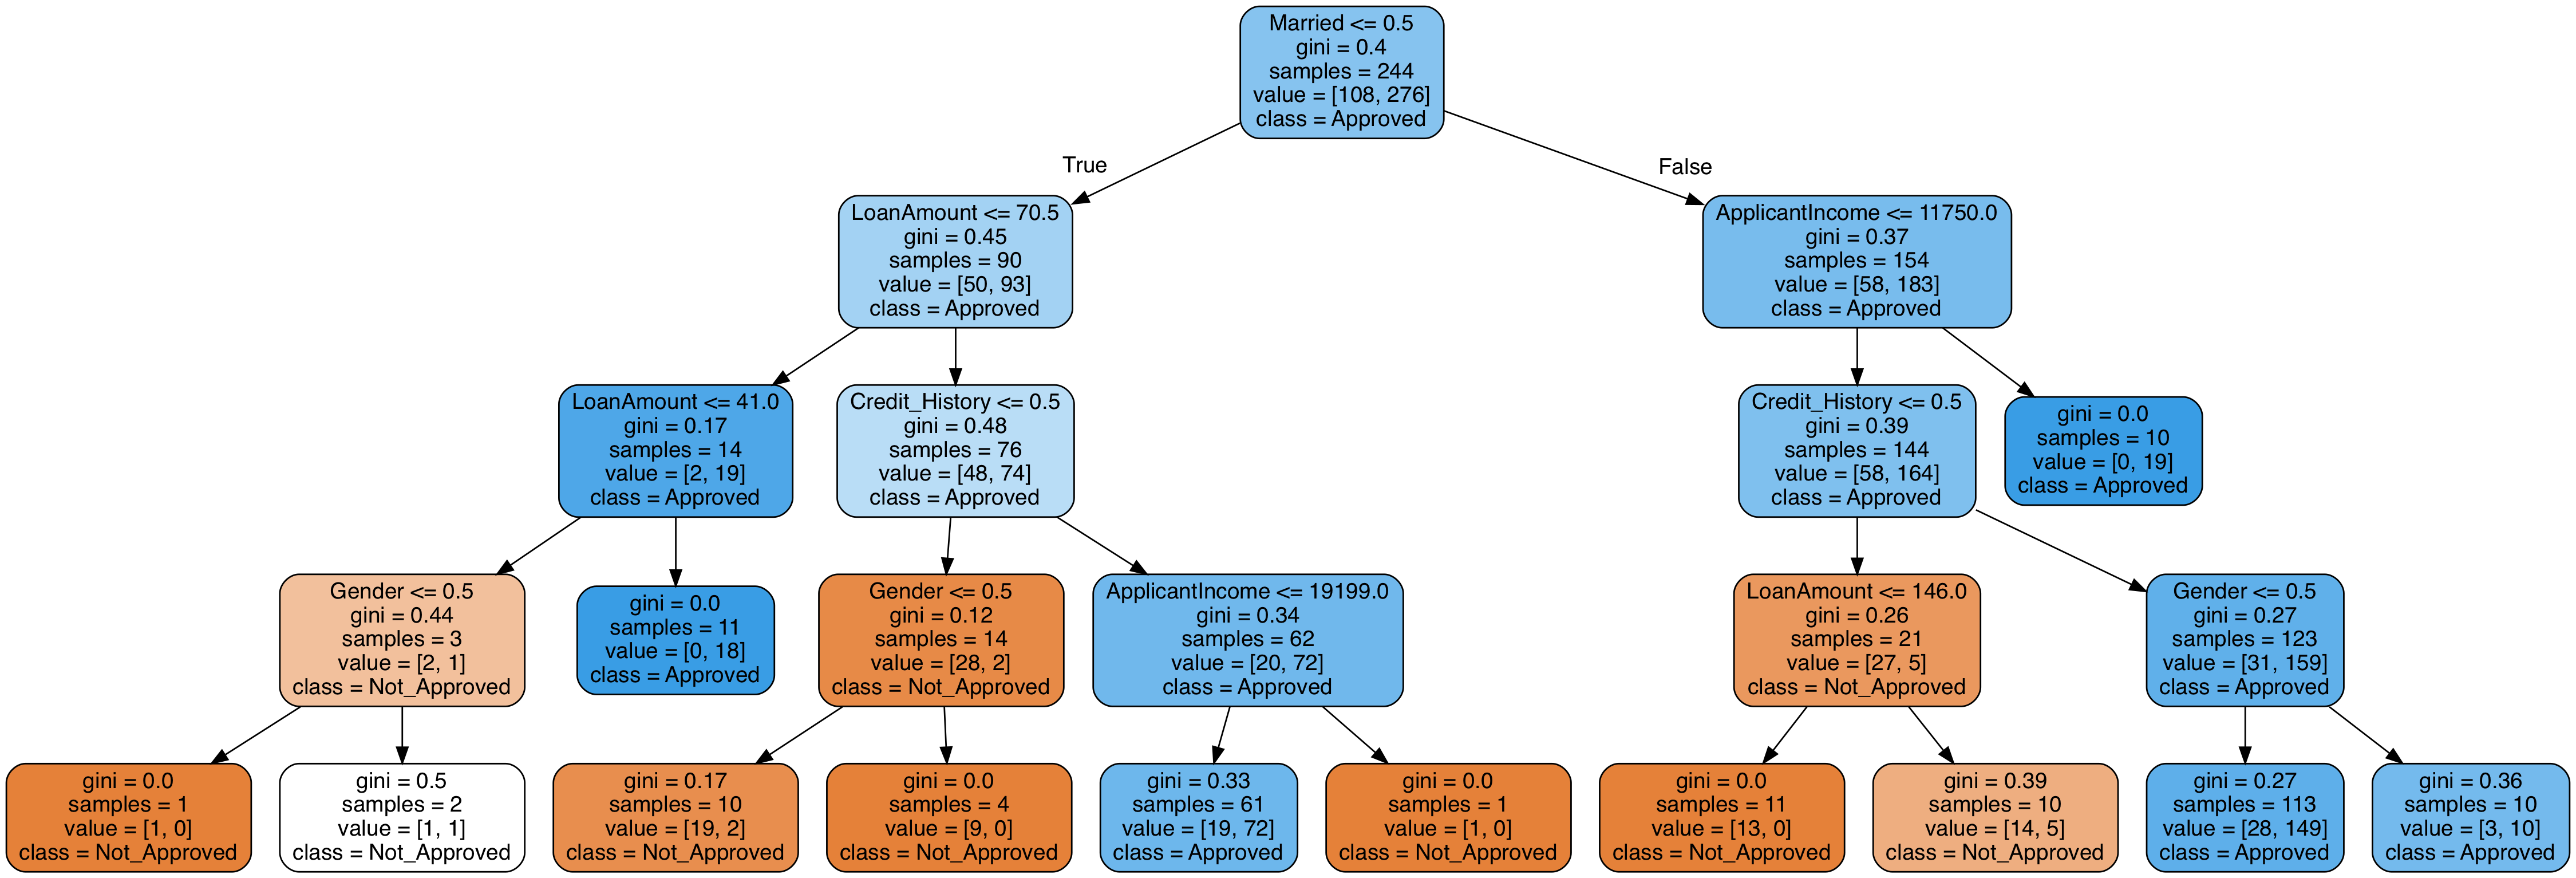 Married <= 0.5
gini = 0.4
samples = 244
value = [108, 276]
class = Approved
True
False
LoanAmount <= 70.5
gini = 0.45
samples = 90
value = [50, 93]
class = Approved
ApplicantIncome <= 11750.0
gini = 0.37
samples = 154
value = [58, 183]
class = Approved
LoanAmount <= 41.0
gini = 0.17
samples = 14
value = [2, 19]
class = Approved
Credit_History <= 0.5
gini = 0.48
samples = 76
value = [48, 74]
class = Approved
Credit_History <= 0.5
gini = 0.39
samples = 144
value = [58, 164]
class = Approved
gini = 0.0
samples = 10
value = [0, 19]
class = Approved
Gender <= 0.5
gini = 0.44
samples = 3
value = [2, 1]
class = Not_Approved
gini = 0.0
samples = 11
value = [0, 18]
class = Approved
Gender <= 0.5
gini = 0.12
samples = 14
value = [28, 2]
class = Not_Approved
ApplicantIncome <= 19199.0
gini = 0.34
samples = 62
value = [20, 72]
class = Approved
LoanAmount <= 146.0
gini = 0.26
samples = 21
value = [27, 5]
class = Not_Approved
Gender <= 0.5
gini = 0.27
samples = 123
value = [31, 159]
class = Approved
gini = 0.0
samples = 1
value = [1, 0]
class = Not_Approved
gini = 0.5
samples = 2
value = [1, 1]
class = Not_Approved
gini = 0.17
samples = 10
value = [19, 2]
class = Not_Approved
gini = 0.0
samples = 4
value = [9, 0]
class = Not_Approved
gini = 0.33
samples = 61
value = [19, 72]
class = Approved
gini = 0.0
samples = 1
value = [1, 0]
class = Not_Approved
gini = 0.0
samples = 11
value = [13, 0]
class = Not_Approved
gini = 0.39
samples = 10
value = [14, 5]
class = Not_Approved
gini = 0.27
samples = 113
value = [28, 149]
class = Approved
gini = 0.36
samples = 10
value = [3, 10]
class = Approved